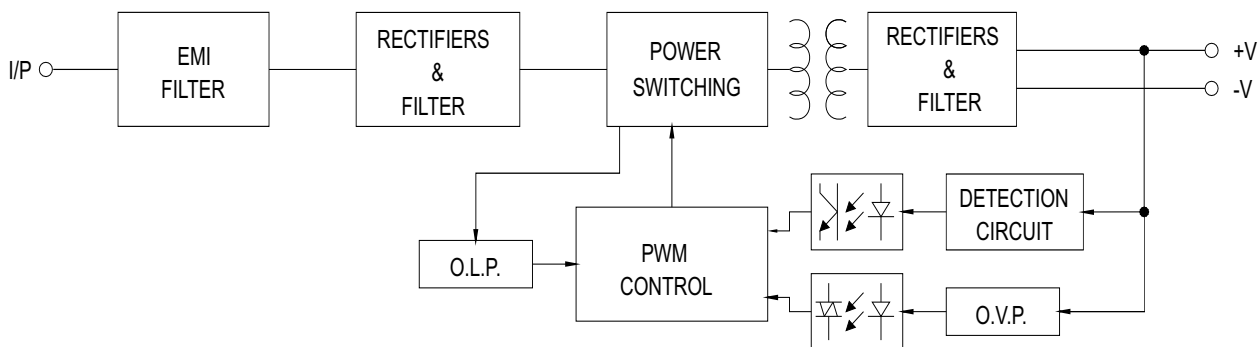 I/P
EMI
FILTER
RECTIFIERS
&
FILTER
POWER
SWITCHING
RECTIFIERS
&
FILTER
+V
-V
O.L.P.
PWM
CONTROL
DETECTION
CIRCUIT
O.V.P.